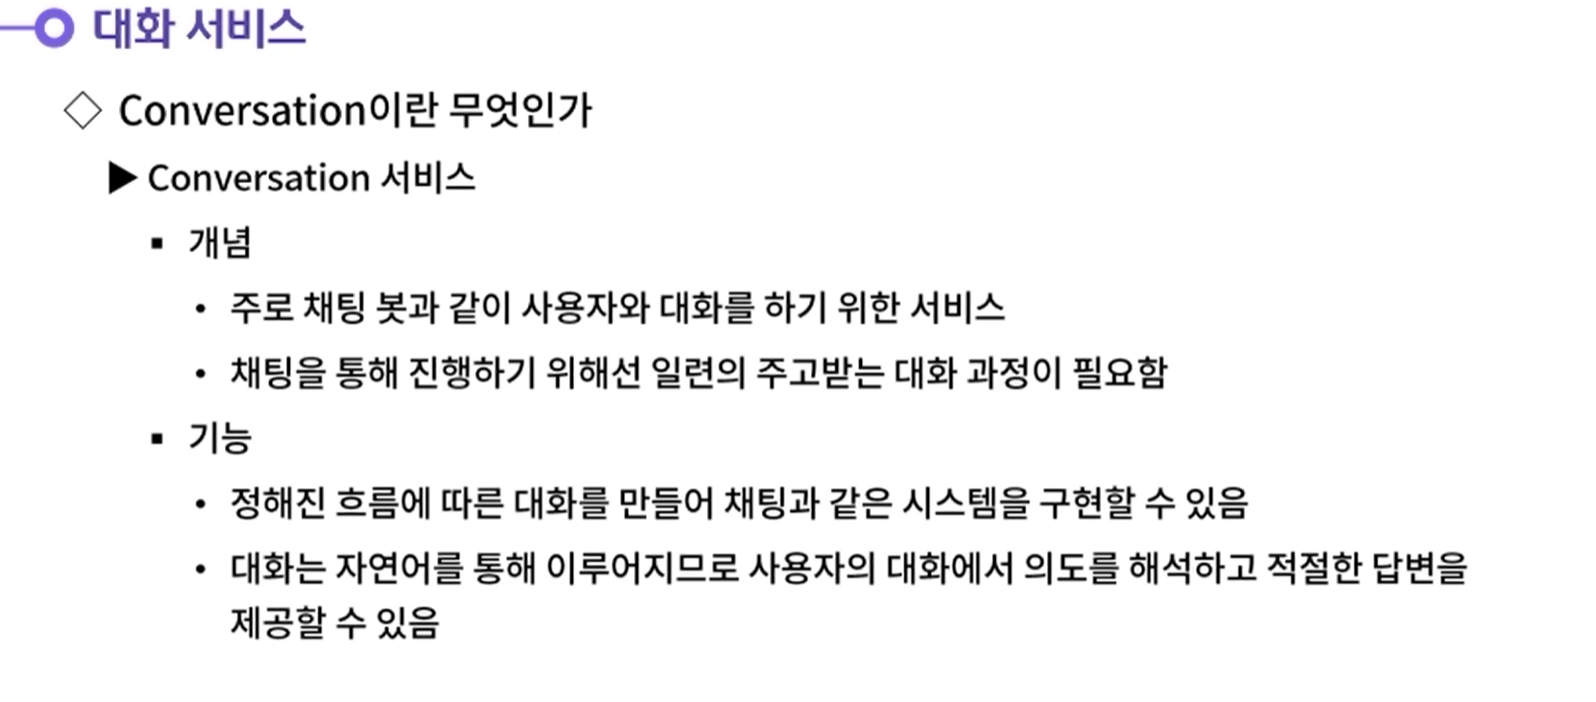 대화 서비스
◇ Conversation이란 무엇인가
▶ Conversation 서비스
▪ 개념
• 주로 채팅 봇과 같이 사용자와 대화를 하기 위한 서비스
• 채팅을 통해 진행하기 위해선 일련의 주고받는 대화 과정이 필요함
▪ 기능
• 정해진 흐름에 따른 대화를 만들어 채팅과 같은 시스템을 구현할 수 있음
• 대화는 자연어를 통해 이루어지므로 사용자의 대화에서 의도를 해석하고 적절한 답변을
제공할 수 있음